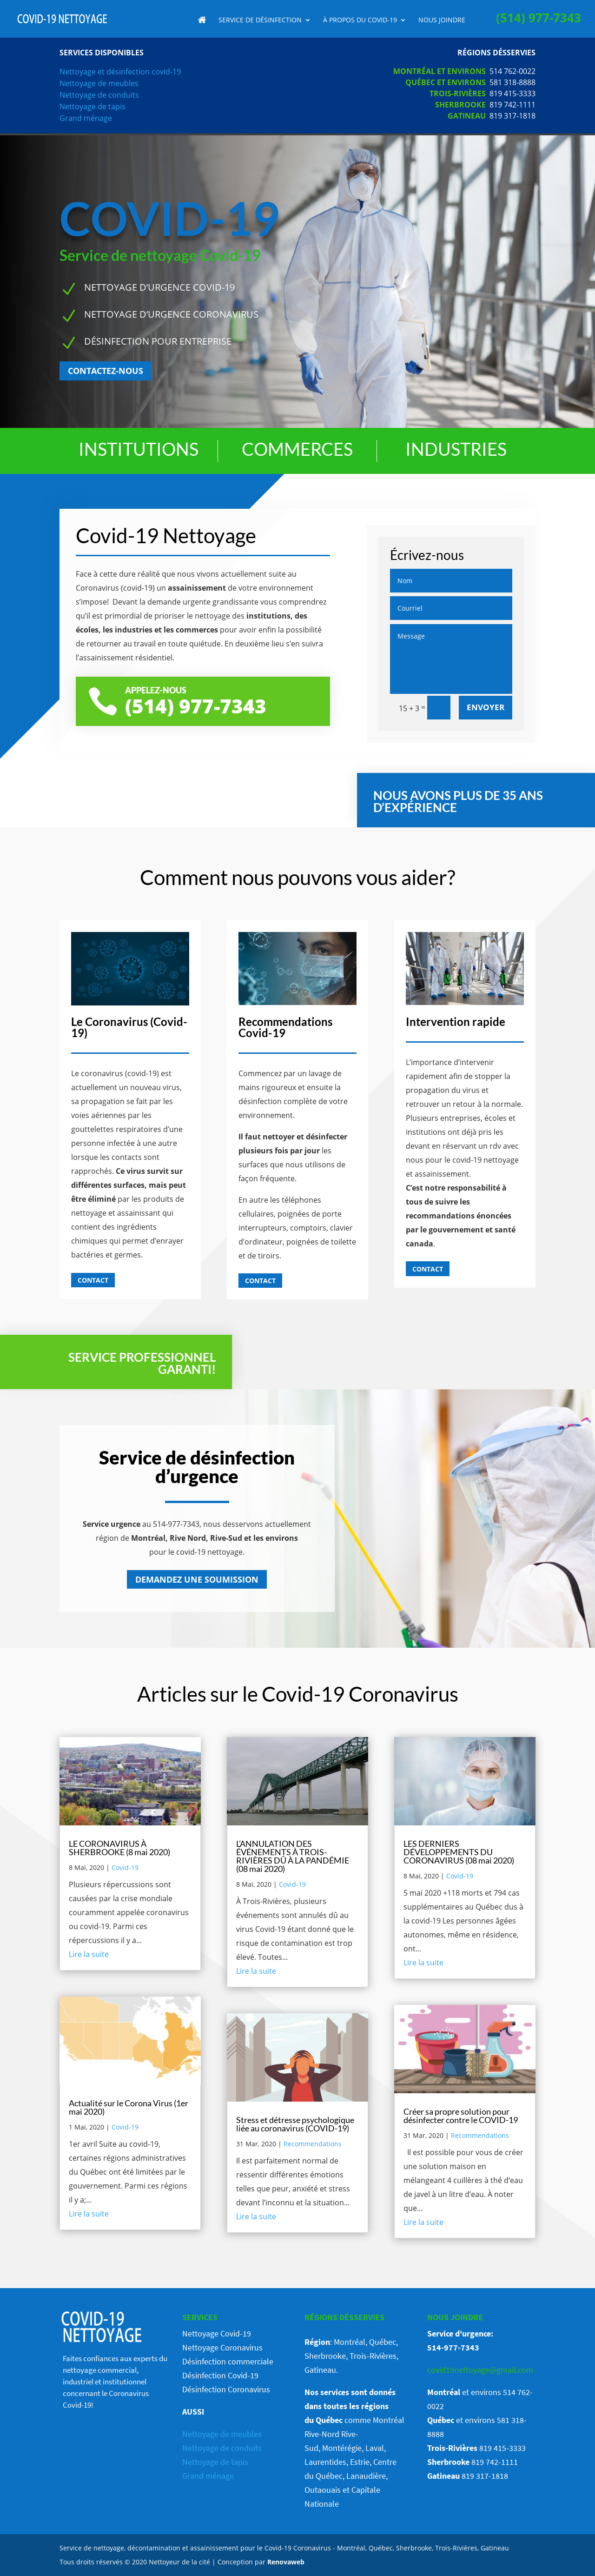 COVID-19 NETTOYAGE
SERVICE DE DÉSINFECTION
À PROPOS DU COVID-19
NOUS JOINDRE
(514) 977-7343
SERVICES DISPONIBLES
Nettoyage et désinfection covid-19
Nettoyage de meubles
Nettoyage de conduits
Nettoyage de tapis
Grand ménage
RÉGIONS DÉSSERVIES
MONTRÉAL ET ENVIRONS 514 762-0022
QUÉBEC ET ENVIRONS 581 318-8888
TROIS-RIVIÈRES 819 415-3333
SHERBROOKE 819 742-1111
GATINEAU 819 317-1818
COVID-19
Service de nettoyage Covid-19
NETTOYAGE D'URGENCE COVID-19
NETTOYAGE D'URGENCE CORONAVIRUS
DÉSINFECTION POUR ENTREPRISE
CONTACTEZ-NOUS
INSTITUTIONS
COMMERCES
INDUSTRIES
Covid-19 Nettoyage
Face à cette dure réalité que nous vivons actuellement suite au
Coronavirus (covid-19) un assainissement de votre environnement
s'impose! Devant la demande urgente grandissante vous comprendrez
qu'il est primordial de prioriser le nettoyage des institutions, des
écoles, les industries et les commerces pour avoir enfin la possibilité
de retourner au travail en toute quiétude. En deuxième lieu s'en suivra
l'assainissement résidentiel.
APPELEZ-NOUS
(514) 977-7343
Écrivez-nous
Nom
Courriel
Message
15 + 3 =
ENVOYER
NOUS AVONS PLUS DE 35 ANS
D'EXPÉRIENCE
Comment nous pouvons vous aider?
Le Coronavirus (Covid-
19)
Le coronavirus (covid-19) est
actuellement un nouveau virus,
sa propagation se fait par les
voies aériennes par les
gouttelettes respiratoires d'une
personne infectée à une autre
lorsque les contacts sont
rapprochés. Ce virus survit sur
différentes surfaces, mais peut
être éliminé par les produits de
nettoyage et assainissant qui
contient des ingrédients
chimiques qui permet d'enrayer
bactéries et germes.
CONTACT
Recommendations
Covid-19
Commencez par un lavage de
mains rigoureux et ensuite la
désinfection complète de votre
environnement.
Il faut nettoyer et désinfecter
plusieurs fois par jour les
surfaces que nous utilisons de
façon fréquente.
En autre les téléphones
cellulaires, poignées de porte
interrupteurs, comptoirs, clavier
d'ordinateur, poignées de toilette
et de tiroirs.
CONTACT
Intervention rapide
L'importance d'intervenir
rapidement afin de stopper la
propagation du virus et
retrouver un retour à la normale.
Plusieurs entreprises, écoles et
institutions ont déjà pris les
devant en réservant un rdv avec
nous pour le covid-19 nettoyage
et assainissement.
C'est notre responsabilité à
tous de suivre les
recommandations énoncées
par le gouvernement et santé
canada.
CONTACT
SERVICE PROFESSIONNEL
GARANTI!
Service de désinfection
d'urgence
Service urgence au 514-977-7343, nous desservons actuellement
région de Montréal, Rive Nord, Rive-Sud et les environs
pour le covid-19 nettoyage.
DEMANDEZ UNE SOUMISSION
Articles sur le Covid-19 Coronavirus
LE CORONAVIRUS À
SHERBROOKE (8 mai 2020)
8 Mai, 2020 | Covid-19
Plusieurs répercussions sont
causées par la crise mondiale
couramment appelée coronavirus
ou covid-19. Parmi ces
répercussions il y a...
Lire la suite
L'ANNULATION DES
ÉVÉNEMENTS À TROIS-
RIVIÈRES DÛ À LA PANDÉMIE
(08 mai 2020)
8 Mai, 2020 | Covid-19
À Trois-Rivières, plusieurs
événements sont annulés dû au
virus Covid-19 étant donné que le
risque de contamination est trop
élevé. Toutes...
Lire la suite
LES DERNIERS
DÉVELOPPEMENTS DU
CORONAVIRUS (08 mai 2020)
8 Mai, 2020 | Covid-19
5 mai 2020 +118 morts et 794 cas
supplémentaires au Québec dus à
la covid-19 Les personnes âgées
autonomes, même en résidence,
ont...
Lire la suite
Actualité sur le Corona Virus (1er
mai 2020)
1 Mai, 2020 | Covid-19
1er avril Suite au covid-19,
certaines régions administratives
du Québec ont été limitées par le
gouvernement. Parmi ces régions
il y a;...
Lire la suite
Stress et détresse psychologique
liée au coronavirus (COVID-19)
31 Mar, 2020 | Recommendations
Il est parfaitement normal de
ressentir différentes émotions
telles que peur, anxiété et stress
devant l'inconnu et la situation...
Lire la suite
Créer sa propre solution pour
désinfecter contre le COVID-19
31 Mar, 2020 | Recommendations
Il est possible pour vous de créer
une solution maison en
mélangeant 4 cuillères à thé d'eau
de javel à un litre d'eau. À noter
que...
Lire la suite
COVID-19
NETTOYAGE
Faites confiances aux experts du
nettoyage commercial,
industriel et institutionnel
concernant le Coronavirus
Covid-19!
SERVICES
Nettoyage Covid-19
Nettoyage Coronavirus
Désinfection commerciale
Désinfection Covid-19
Désinfection Coronavirus
AUSSI
Nettoyage de meubles
Nettoyage de conduits
Nettoyage de tapis
Grand ménage
RÉGIONS DÉSSERVIES
Région: Montréal, Québec,
Sherbrooke, Trois-Rivières,
Gatineau.
Nos services sont donnés
dans toutes les régions
du Québec comme Montréal
Rive-Nord Rive-
Sud, Montérégie, Laval,
Laurentides, Estrie, Centre
du Québec, Lanaudière,
Outaouais et Capitale
Nationale
NOUS JOINDRE
Service d'urgence:
514-977-7343
covid19nettoyage@gmail.com
Montréal et environs 514 762-
0022
Québec et environs 581 318-
8888
Trois-Rivières 819 415-3333
Sherbrooke 819 742-1111
Gatineau 819 317-1818
Service de nettoyage, décontamination et assainissement pour le Covid-19 Coronavirus - Montréal, Québec, Sherbrooke, Trois-Rivières, Gatineau
Tous droits réservés © 2020 Nettoyeur de la cité | Conception par Renovaweb